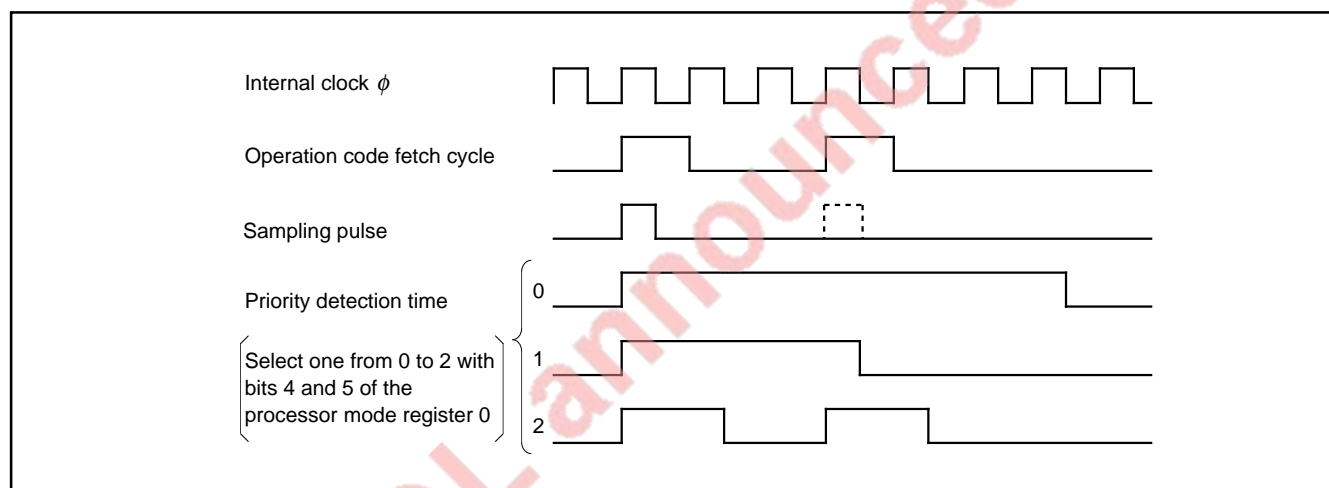 Internal clock ϕ
Operation code fetch cycle
Sampling pulse
Priority detection time
0
Select one from 0 to 2 with
bits 4 and 5 of the
processor mode register 0
1
2
announced